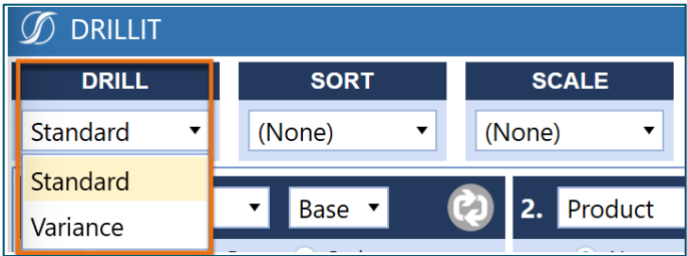 DRILLIT
DRILL SORT SCALE
Standard (None) (None)
Standard
Variance
Base 2. Product